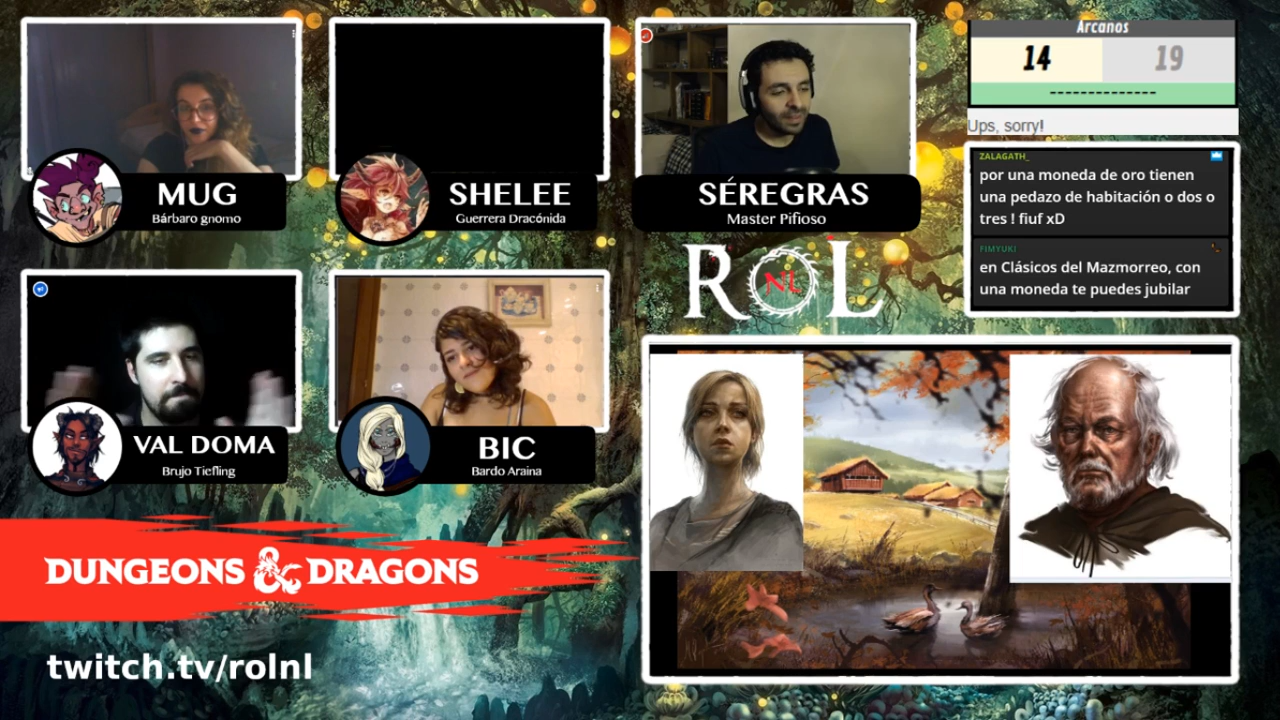 MUG
Bárbaro gnomo
SHELEE
Guerrera Dracónida
SÉREGRAS
Master Pifioso
Arcanos
14 19
--------------
Ups, sorry!
ZALAGATH_
por una moneda de oro tienen
una pedazo de habitación o dos o
tres ! fiuf xD
FIMYUKI
en Clásicos del Mazmorreo, con
una moneda te puedes jubilar
ROL
NL
VAL DOMA
Brujo Tiefling
BIC
Bardo Araina
DUNGEONS & DRAGONS
twitch.tv/rolnl